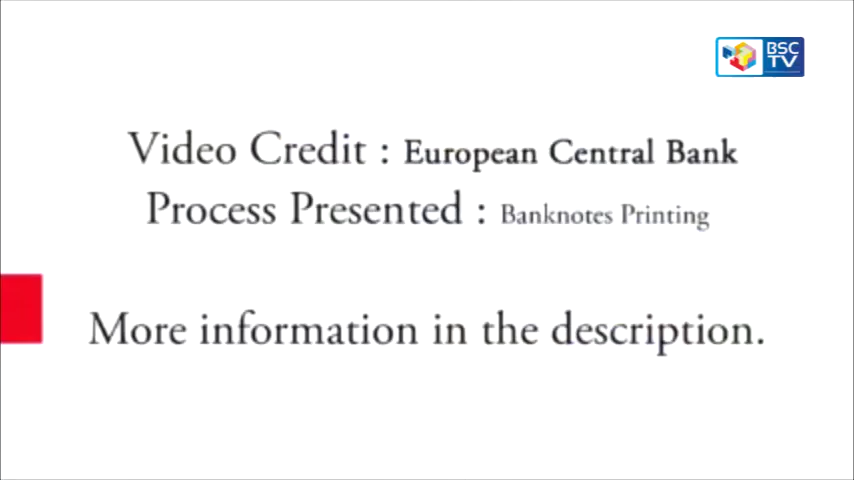 BSC
TV
Video Credit : European Central Bank
Process Presented : Banknotes Printing
More information in the description.